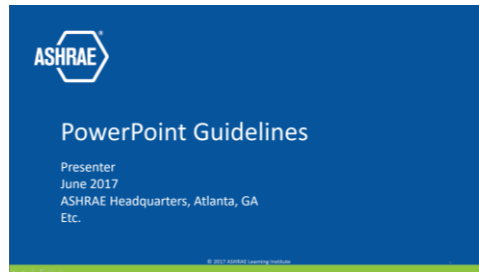 ASHRAE®
PowerPoint Guidelines
Presenter
June 2017
ASHRAE Headquarters, Atlanta, GA
Etc.
© 2017 ASHRAE Learning Institute